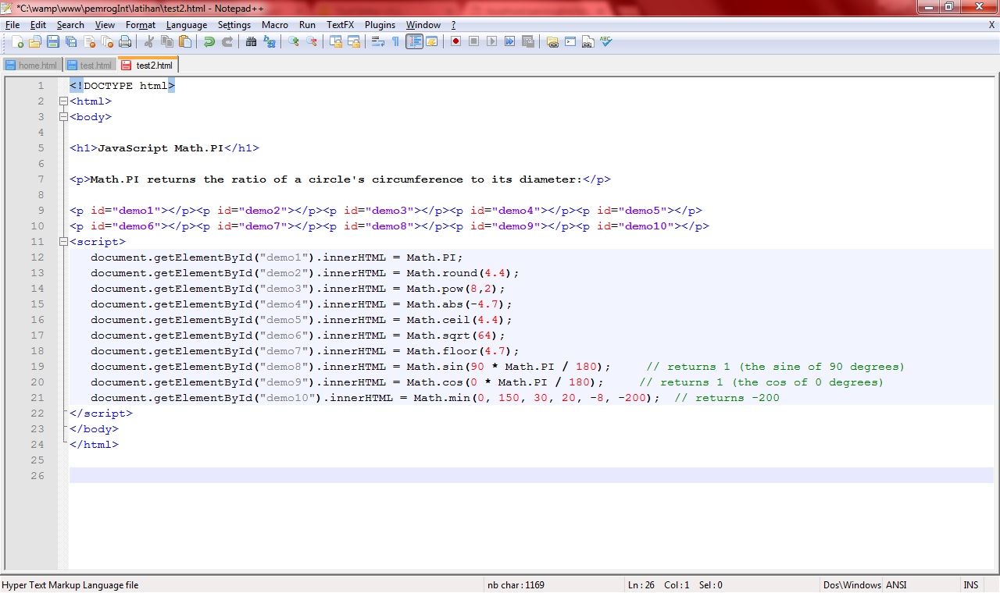 *C:\wamp\www\pemrogInt\latihan\test2.html - Notepad++
File Edit Search View Format Language Settings Macro Run TextFX Plugins Window ? X
home.html test.html test2.html
1 <!DOCTYPE html>
2 <html>
3 <body>
4
5 <h1>JavaScript Math.PI</h1>
6
7 <p>Math.PI returns the ratio of a circle's circumference to its diameter:</p>
8
9 <p id="demo1"></p><p id="demo2"></p><p id="demo3"></p><p id="demo4"></p><p id="demo5"></p>
10 <p id="demo6"></p><p id="demo7"></p><p id="demo8"></p><p id="demo9"></p><p id="demo10"></p>
11 <script>
12 document.getElementById("demo1").innerHTML = Math.PI;
13 document.getElementById("demo2").innerHTML = Math.round(4.4);
14 document.getElementById("demo3").innerHTML = Math.pow(8,2);
15 document.getElementById("demo4").innerHTML = Math.abs(-4.7);
16 document.getElementById("demo5").innerHTML = Math.ceil(4.4);
17 document.getElementById("demo6").innerHTML = Math.sqrt(64);
18 document.getElementById("demo7").innerHTML = Math.floor(4.7);
19 document.getElementById("demo8").innerHTML = Math.sin(90 * Math.PI / 180); // returns 1 (the sine of 90 degrees)
20 document.getElementById("demo9").innerHTML = Math.cos(0 * Math.PI / 180); // returns 1 (the cos of 0 degrees)
21 document.getElementById("demo10").innerHTML = Math.min(0, 150, 30, 20, -8, -200); // returns -200
22 </script>
23 </body>
24 </html>
25
26
Hyper Text Markup Language file nb char : 1169 Ln : 26 Col : 1 Sel : 0 Dos\Windows ANSI INS